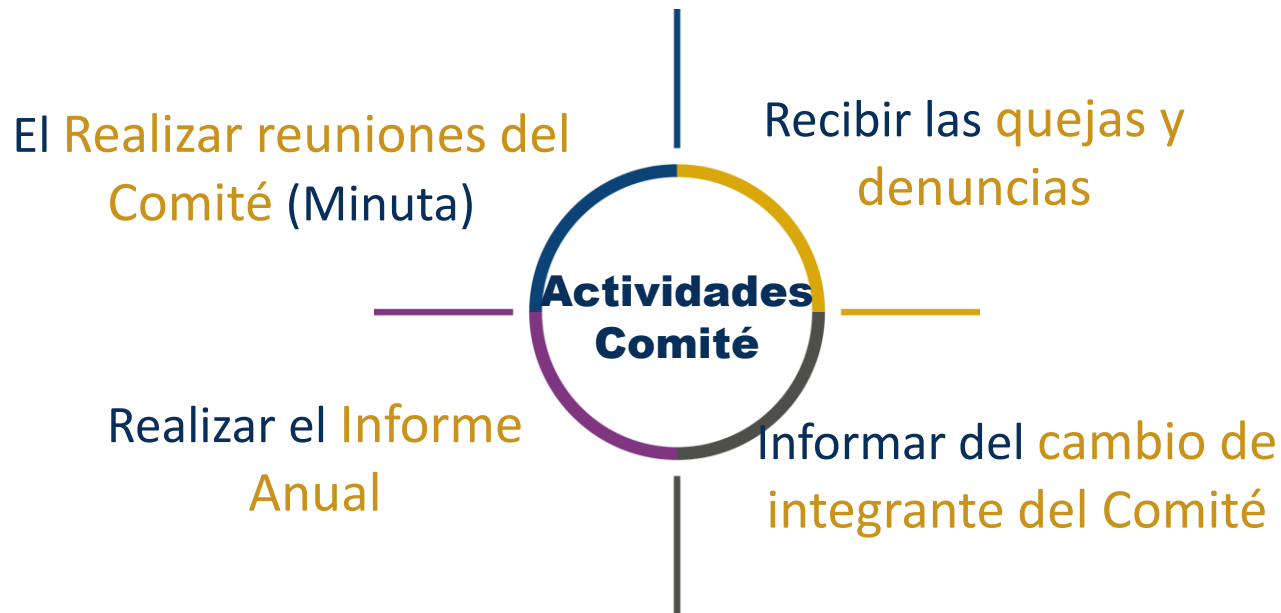 El Realizar reuniones del
Comité (Minuta)
Recibir las quejas y
denuncias
Actividades
Comité
Realizar el Informe
Anual
Informar del cambio de
integrante del Comité